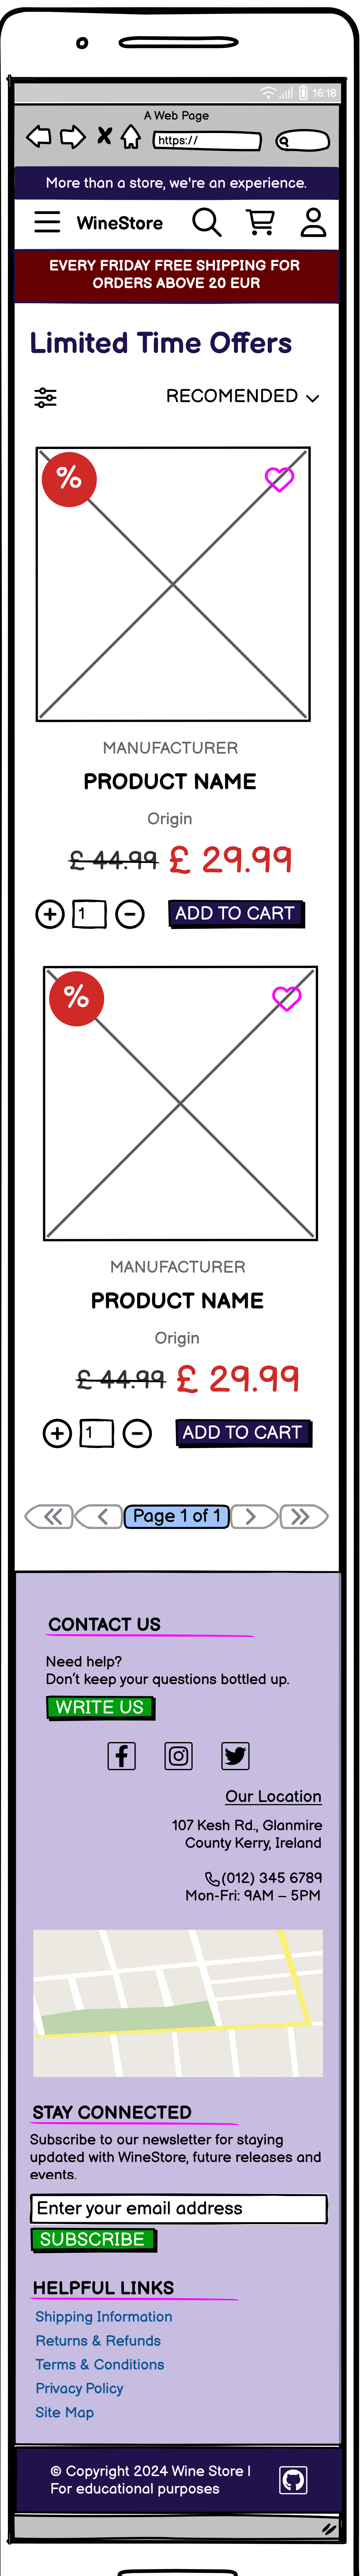 16:18
A Web Page
https://
More than a store, we're an experience.
WineStore
EVERY FRIDAY FREE SHIPPING FOR
ORDERS ABOVE 20 EUR
Limited Time Offers
RECOMENDED
%
MANUFACTURER
PRODUCT NAME
Origin
£ 44.99 £ 29.99
1 ADD TO CART
%
MANUFACTURER
PRODUCT NAME
Origin
£ 44.99 £ 29.99
1 ADD TO CART
Page 1 of 1
CONTACT US
Need help?
Don't keep your questions bottled up.
WRITE US
Our Location
107 Kesh Rd., Glanmire
County Kerry, Ireland
(012) 345 6789
Mon-Fri: 9AM – 5PM
STAY CONNECTED
Subscribe to our newsletter for staying
updated with WineStore, future releases and
events.
Enter your email address
SUBSCRIBE
HELPFUL LINKS
Shipping Information
Returns & Refunds
Terms & Conditions
Privacy Policy
Site Map
© Copyright 2024 Wine Store I
For educational purposes